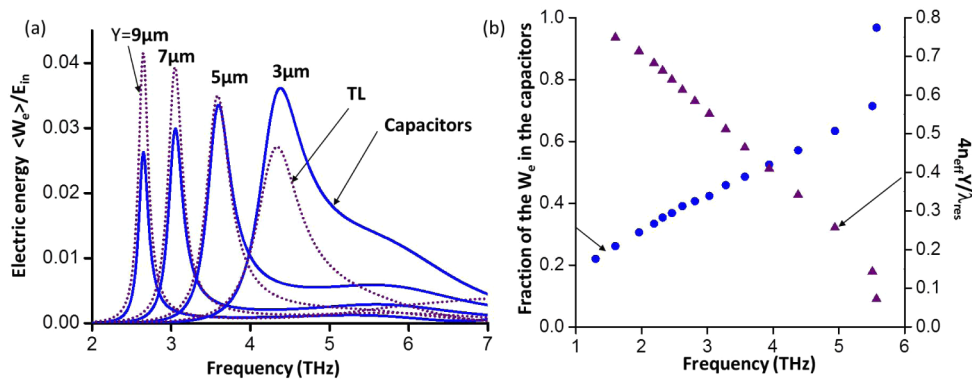 (a)
Y=9μm
7μm
5μm
3μm
TL
Capacitors
Electric energy <Wₑ>/Eᵢₙ
0.04
0.03
0.02
0.01
0.00
2 3 4 5 6 7
Frequency (THz)
(b)
Fraction of the Wₑ in the capacitors
1.0
0.8
0.6
0.4
0.2
0.0
1 2 3 4 5 6
Frequency (THz)
0.8
0.7
0.6
0.5
0.4
0.3
0.2
0.1
0.0
4n_eff Y/λ_res